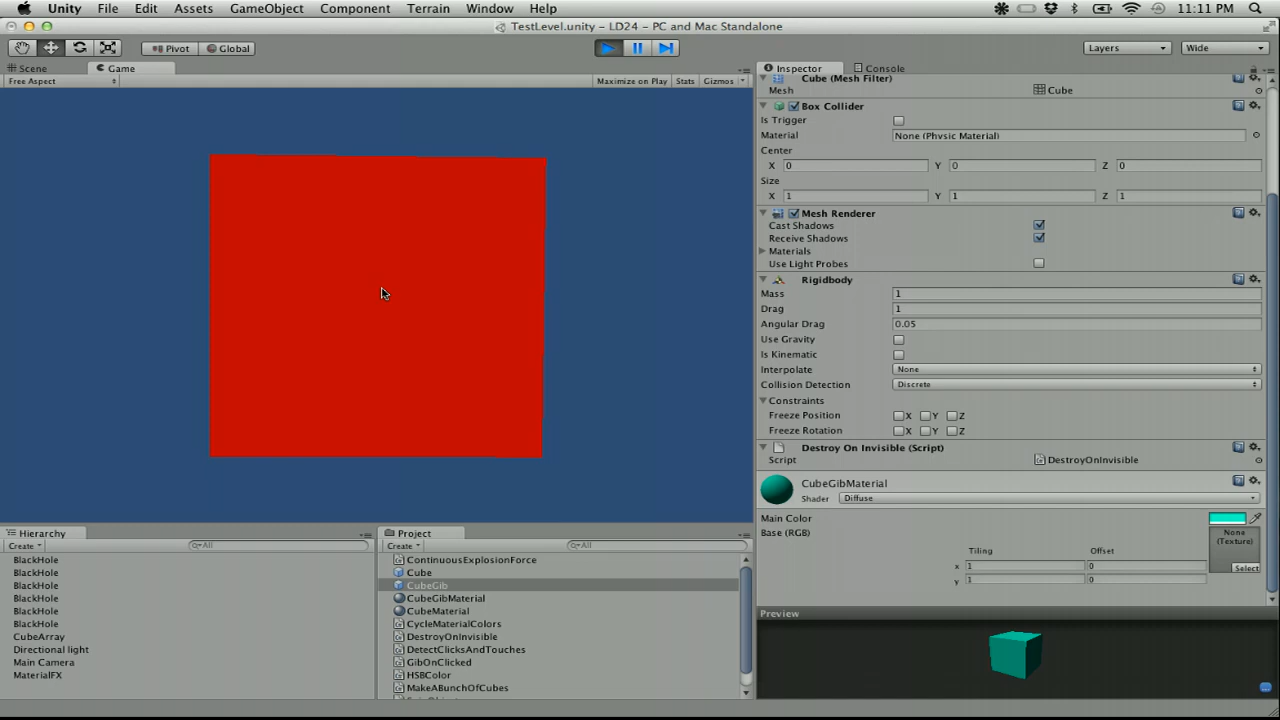 Unity File Edit Assets GameObject Component Terrain Window Help 11:11 PM
TestLevel.unity - LD24 - PC and Mac Standalone
Pivot Global Layers Wide
Scene Game Inspector Console
Free Aspect Maximize on Play Stats Gizmos
Cube (Mesh Filter)
Mesh Cube
Box Collider
Is Trigger
Material None (Physic Material)
Center
X 0 Y 0 Z 0
Size
X 1 Y 1 Z 1
Mesh Renderer
Cast Shadows
Receive Shadows
Materials
Use Light Probes
Rigidbody
Mass 1
Drag 1
Angular Drag 0.05
Use Gravity
Is Kinematic
Interpolate None
Collision Detection Discrete
Constraints
Freeze Position X Y Z
Freeze Rotation X Y Z
Destroy On Invisible (Script)
Script DestroyOnInvisible
CubeGibMaterial
Shader Diffuse
Main Color
Base (RGB)
None
(Texture)
Tiling Offset
x 1 0
y 1 0
Select
Preview
Hierarchy
Create All
BlackHole
BlackHole
BlackHole
BlackHole
BlackHole
BlackHole
CubeArray
Directional light
Main Camera
MaterialFX
Project
Create All
ContinuousExplosionForce
Cube
CubeGib
CubeGibMaterial
CubeMaterial
CycleMaterialColors
DestroyOnInvisible
DetectClicksAndTouches
GibOnClicked
HSBColor
MakeABunchOfCubes